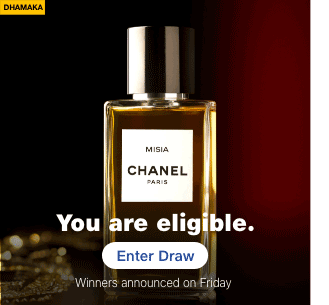 DHAMAKA
MISIA
CHANEL
PARIS
You are eligible.
Enter Draw
Winners announced on Friday